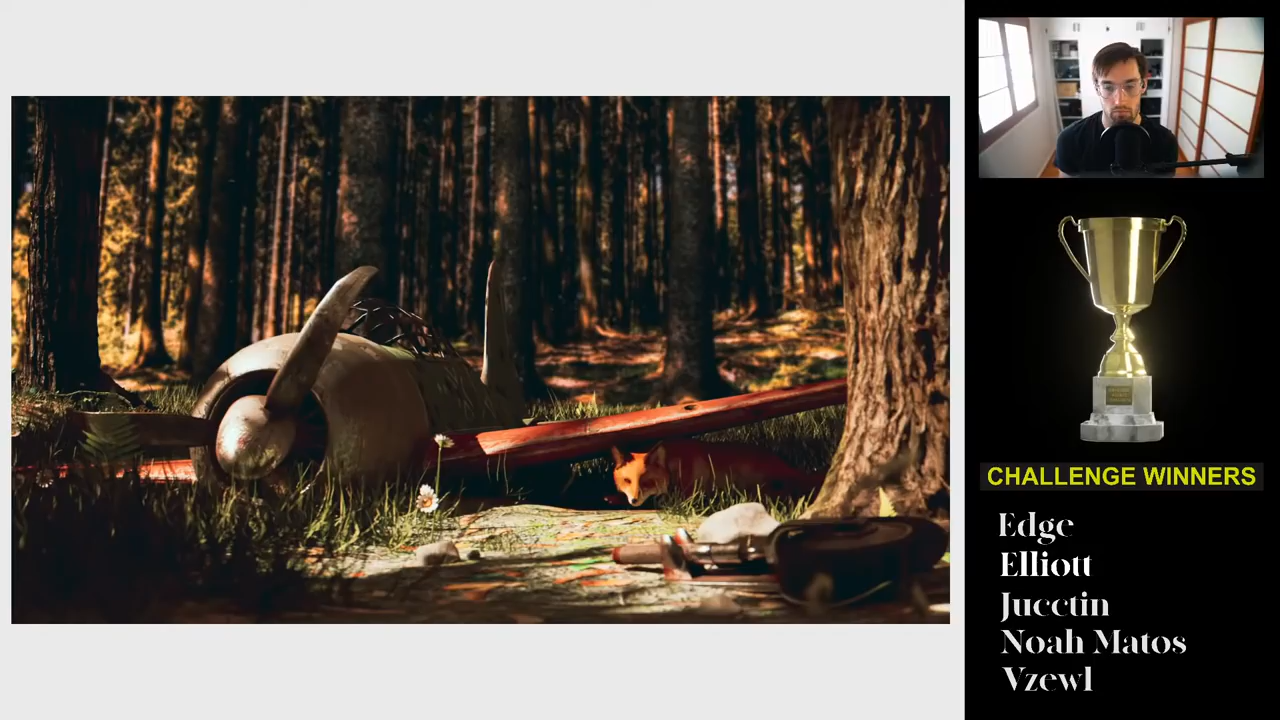 CHALLENGE WINNERS
Edge
Elliott
Jucctin
Noah Matos
Vzewl